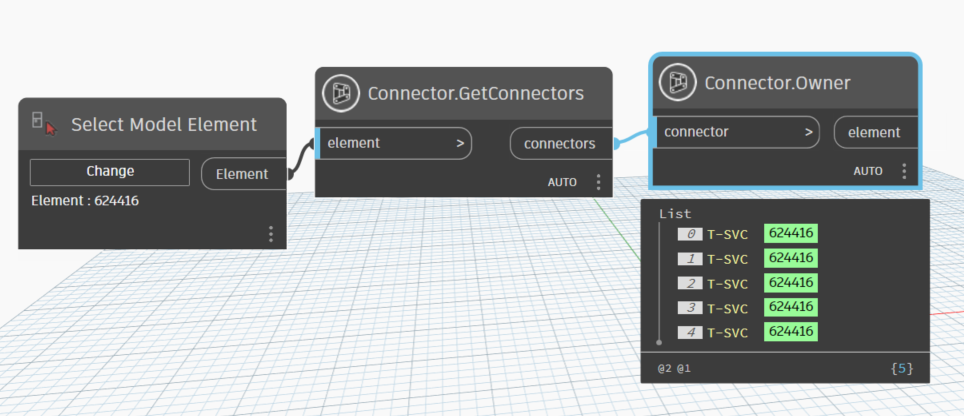 Select Model Element
Change
Element
Element : 624416
Connector.GetConnectors
element >
connectors
AUTO
Connector.Owner
connector >
element
AUTO
List
0 T-SVC 624416
1 T-SVC 624416
2 T-SVC 624416
3 T-SVC 624416
4 T-SVC 624416
@2 @1 {5}